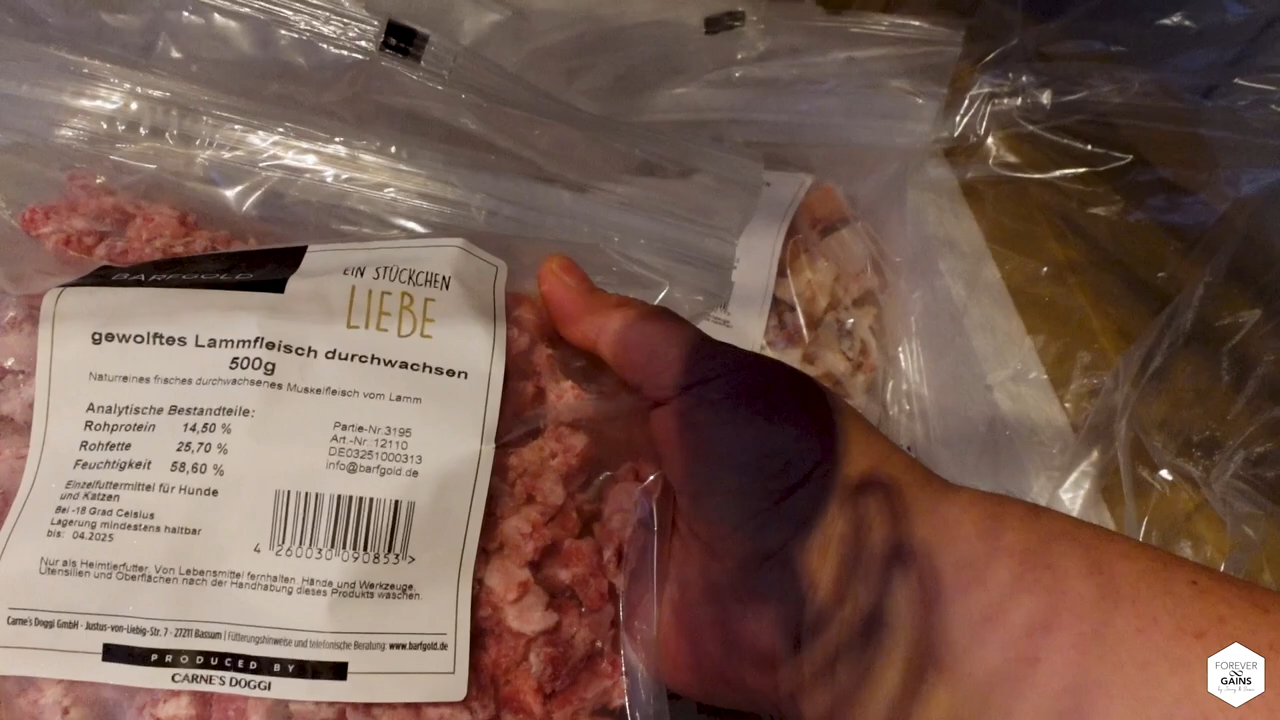 BARFGOLD
EIN STÜCKCHEN
LIEBE
gewolftes Lammfleisch durchwachsen
500g
Naturreines frisches durchwachsenes Muskelfleisch vom Lamm
Analytische Bestandteile:
Rohprotein 14,50 %
Rohfette 25,70 %
Feuchtigkeit 58,60 %
Partie-Nr.3195
Art.-Nr.:12110
DE03251000313
info@barfgold.de
Einzelfuttermittel für Hunde
und Katzen
Bei -18 Grad Celsius
Lagerung mindestens haltbar
bis: 04.2025
4 260030 090853 >
Nur als Heimtierfutter, Von Lebensmittel fernhalten, Hände und Werkzeuge,
Utensilien und Oberflächen nach der Handhabung dieses Produkts waschen.
Carne's Doggi GmbH - Justus-von-Liebig-Str. 7 - 27211 Bassum | Fütterungshinweise und telefonische Beratung: www.barfgold.de
PRODUCED BY
CARNE'S DOGGI
FOREVER
GAINS